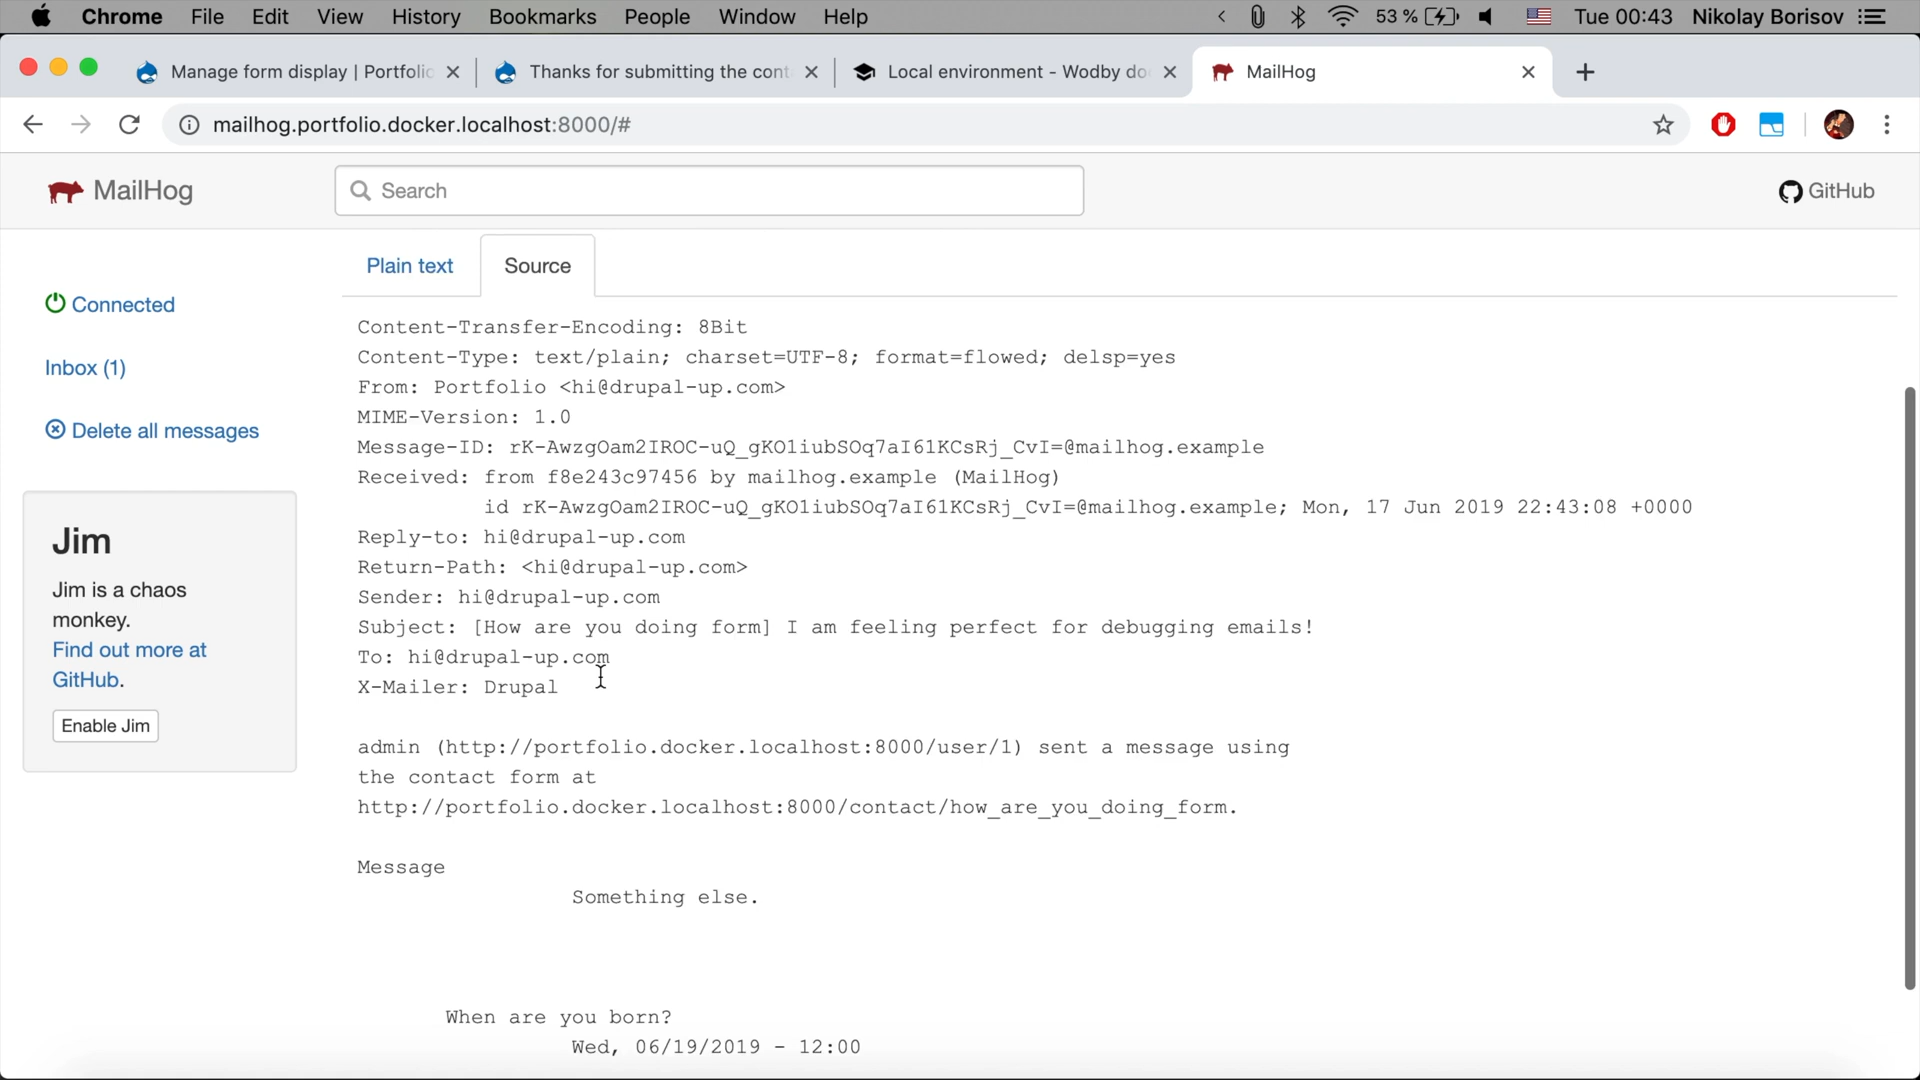 Chrome File Edit View History Bookmarks People Window Help 53 % Tue 00:43 Nikolay Borisov
Manage form display | Portfolio Thanks for submitting the cont Local environment - Wodby do MailHog
mailhog.portfolio.docker.localhost:8000/#
MailHog Search GitHub
Plain text Source
Connected
Inbox (1)
Delete all messages
Jim
Jim is a chaos
monkey.
Find out more at
GitHub.
Enable Jim
Content-Transfer-Encoding: 8Bit
Content-Type: text/plain; charset=UTF-8; format=flowed; delsp=yes
From: Portfolio <hi@drupal-up.com>
MIME-Version: 1.0
Message-ID: rK-AwzgOam2IROC-uQ_gKO1iubSOq7aI61KCsRj_CvI=@mailhog.example
Received: from f8e243c97456 by mailhog.example (MailHog)
id rK-AwzgOam2IROC-uQ_gKO1iubSOq7aI61KCsRj_CvI=@mailhog.example; Mon, 17 Jun 2019 22:43:08 +0000
Reply-to: hi@drupal-up.com
Return-Path: <hi@drupal-up.com>
Sender: hi@drupal-up.com
Subject: [How are you doing form] I am feeling perfect for debugging emails!
To: hi@drupal-up.com
X-Mailer: Drupal
admin (http://portfolio.docker.localhost:8000/user/1) sent a message using
the contact form at
http://portfolio.docker.localhost:8000/contact/how_are_you_doing_form.
Message
Something else.
When are you born?
Wed, 06/19/2019 - 12:00